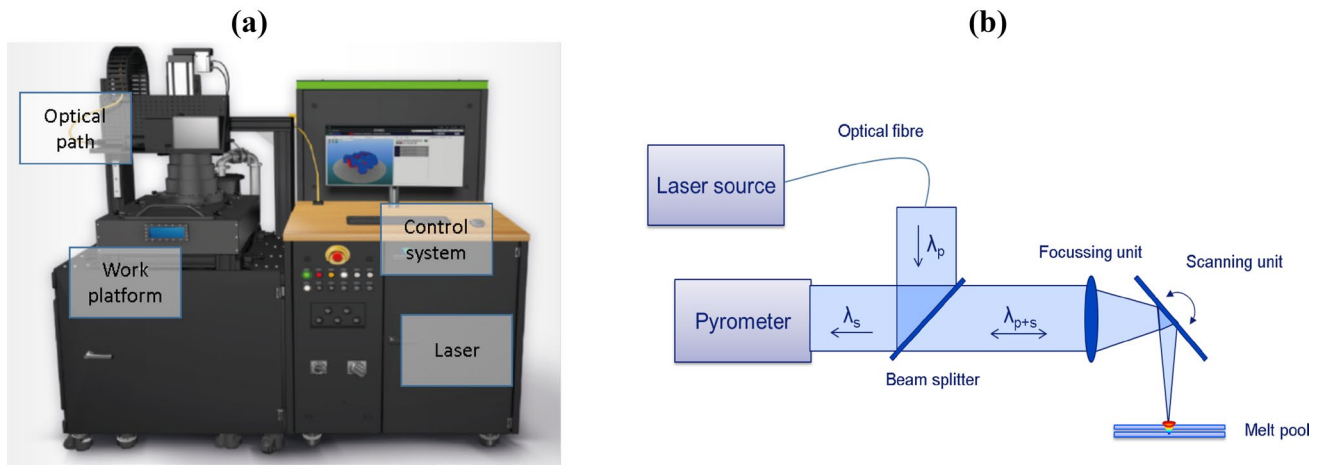 (a)
(b)
Optical
path
Work
platform
Control
system
Laser
Optical fibre
Laser source
λp
Focussing unit
Scanning unit
Pyrometer
λs
λp+s
Beam splitter
Melt pool